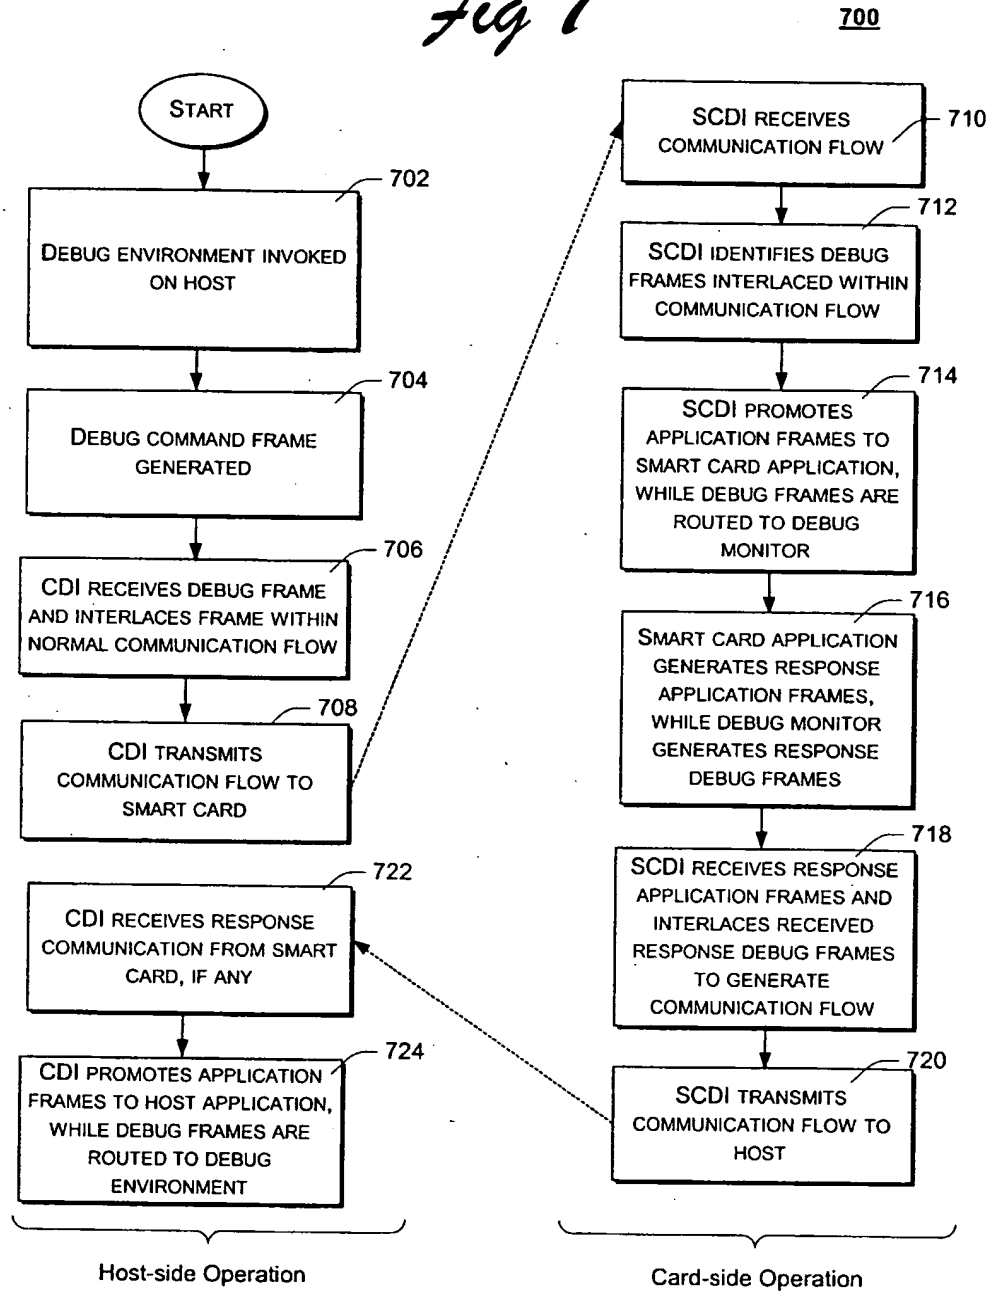 Fig 7
700
START
702
DEBUG ENVIRONMENT INVOKED
ON HOST
704
DEBUG COMMAND FRAME
GENERATED
706
CDI RECEIVES DEBUG FRAME
AND INTERLACES FRAME WITHIN
NORMAL COMMUNICATION FLOW
708
CDI TRANSMITS
COMMUNICATION FLOW TO
SMART CARD
710
SCDI RECEIVES
COMMUNICATION FLOW
712
SCDI IDENTIFIES DEBUG
FRAMES INTERLACED WITHIN
COMMUNICATION FLOW
714
SCDI PROMOTES
APPLICATION FRAMES TO
SMART CARD APPLICATION,
WHILE DEBUG FRAMES ARE
ROUTED TO DEBUG
MONITOR
716
SMART CARD APPLICATION
GENERATES RESPONSE
APPLICATION FRAMES,
WHILE DEBUG MONITOR
GENERATES RESPONSE
DEBUG FRAMES
718
SCDI RECEIVES RESPONSE
APPLICATION FRAMES AND
INTERLACES RECEIVED
RESPONSE DEBUG FRAMES
TO GENERATE
COMMUNICATION FLOW
720
SCDI TRANSMITS
COMMUNICATION FLOW TO
HOST
722
CDI RECEIVES RESPONSE
COMMUNICATION FROM SMART
CARD, IF ANY
724
CDI PROMOTES APPLICATION
FRAMES TO HOST APPLICATION,
WHILE DEBUG FRAMES ARE
ROUTED TO DEBUG
ENVIRONMENT
Host-side Operation
Card-side Operation